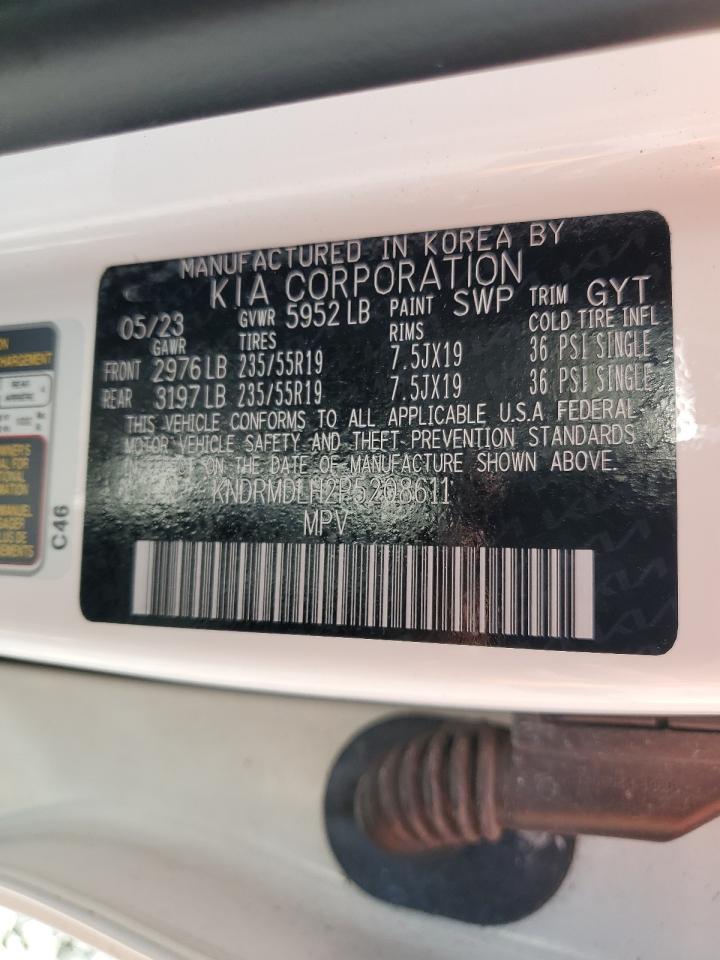 MANUFACTURED IN KOREA BY
KIA CORPORATION
05/23 GVWR 5952 LB PAINT SWP TRIM GYT
GAWR TIRES RIMS COLD TIRE INFL
FRONT 2976 LB 235/55R19 7.5JX19 36 PSI SINGLE
REAR 3197 LB 235/55R19 7.5JX19 36 PSI SINGLE
THIS VEHICLE CONFORMS TO ALL APPLICABLE U.S.A FEDERAL
MOTOR VEHICLE SAFETY AND THEFT PREVENTION STANDARDS
IN EFFECT ON THE DATE OF MANUFACTURE SHOWN ABOVE.
KNDRMDLH2P5208611
MPV
C46